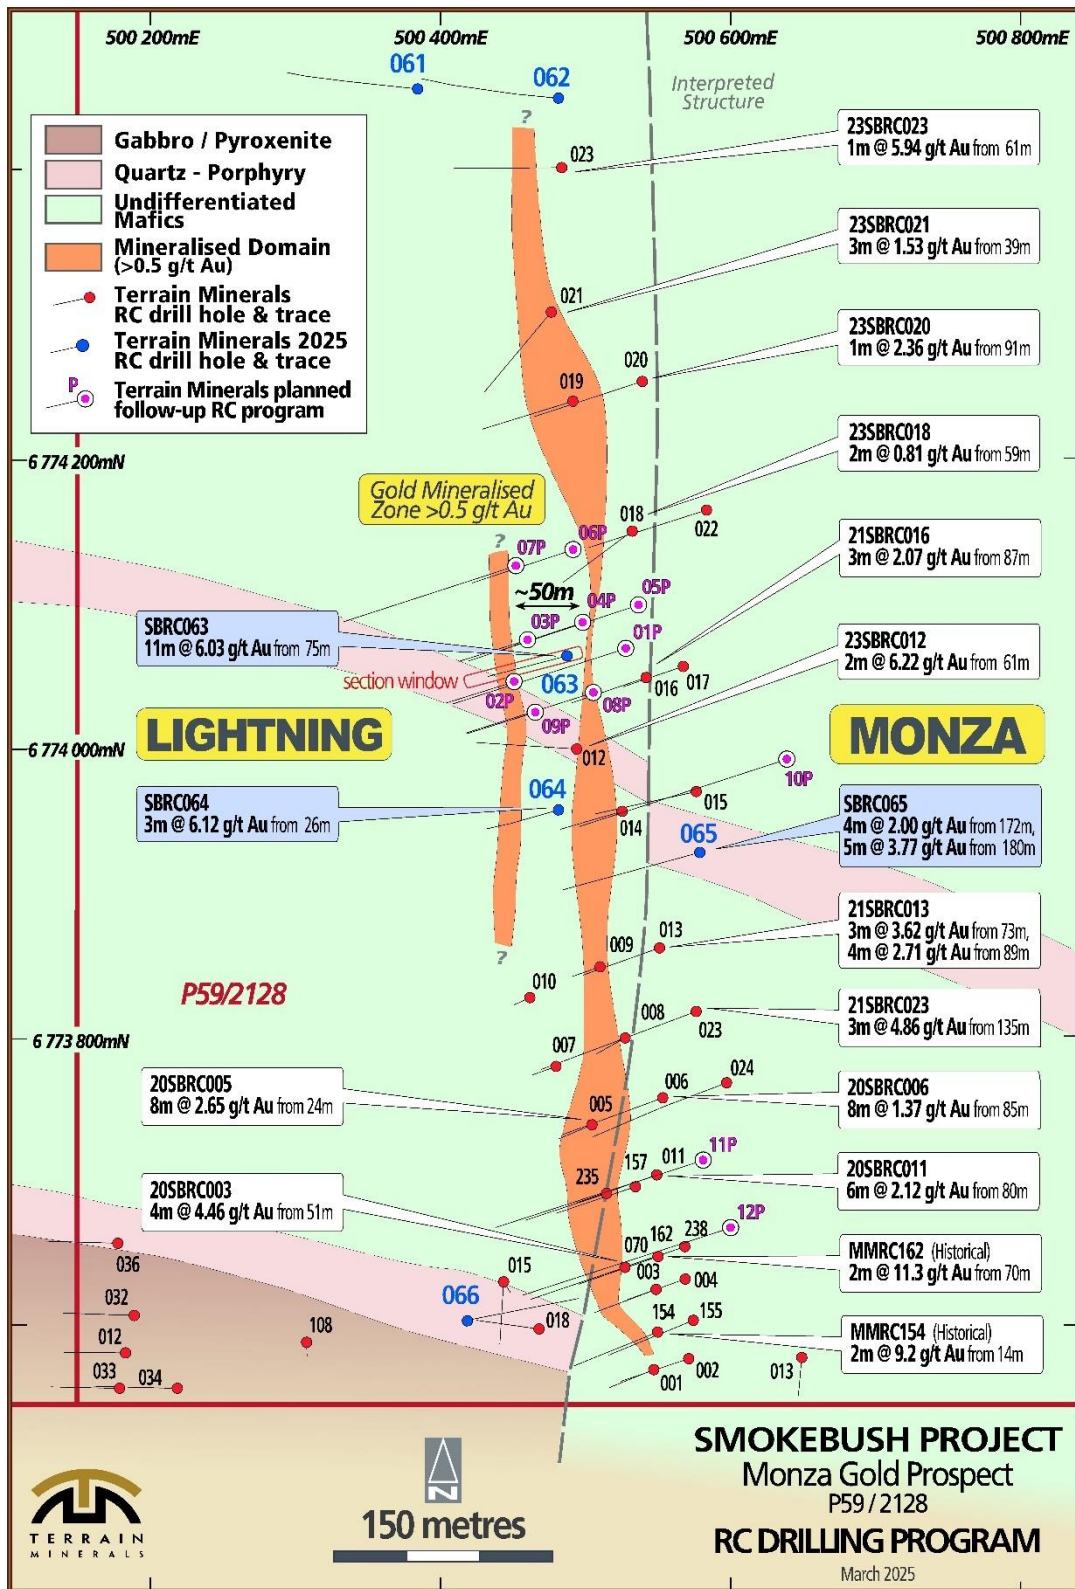 500 200mE
500 400mE
500 600mE
500 800mE
061
062
Interpreted
Structure
?
Gabbro / Pyroxenite
Quartz - Porphyry
Undifferentiated
Mafics
Mineralised Domain
(>0.5 g/t Au)
Terrain Minerals
RC drill hole & trace
Terrain Minerals 2025
RC drill hole & trace
P
Terrain Minerals planned
follow-up RC program
023
23SBRC023
1m @ 5.94 g/t Au from 61m
021
23SBRC021
3m @ 1.53 g/t Au from 39m
020
019
23SBRC020
1m @ 2.36 g/t Au from 91m
6 774 200mN
Gold Mineralised
Zone >0.5 g/t Au
018
022
23SBRC018
2m @ 0.81 g/t Au from 59m
?
07P
06P
~50m
05P
04P
03P
01P
21SBRC016
3m @ 2.07 g/t Au from 87m
SBRC063
11m @ 6.03 g/t Au from 75m
section window
063
02P
09P
08P
016
017
23SBRC012
2m @ 6.22 g/t Au from 61m
LIGHTNING
MONZA
6 774 000mN
012
10P
SBRC064
3m @ 6.12 g/t Au from 26m
064
014
015
065
SBRC065
4m @ 2.00 g/t Au from 172m,
5m @ 3.77 g/t Au from 180m
?
009
013
010
21SBRC013
3m @ 3.62 g/t Au from 73m,
4m @ 2.71 g/t Au from 89m
P59/2128
008
023
21SBRC023
3m @ 4.86 g/t Au from 135m
6 773 800mN
007
20SBRC005
8m @ 2.65 g/t Au from 24m
005
006
024
20SBRC006
8m @ 1.37 g/t Au from 85m
235
157
011
11P
20SBRC011
6m @ 2.12 g/t Au from 80m
20SBRC003
4m @ 4.46 g/t Au from 51m
12P
070
162
238
003
004
MMRC162 (Historical)
2m @ 11.3 g/t Au from 70m
036
032
012
033
034
108
015
066
018
154
155
001
002
013
MMRC154 (Historical)
2m @ 9.2 g/t Au from 14m
TERRAIN
MINERALS
N
150 metres
SMOKEBUSH PROJECT
Monza Gold Prospect
P59 / 2128
RC DRILLING PROGRAM
March 2025